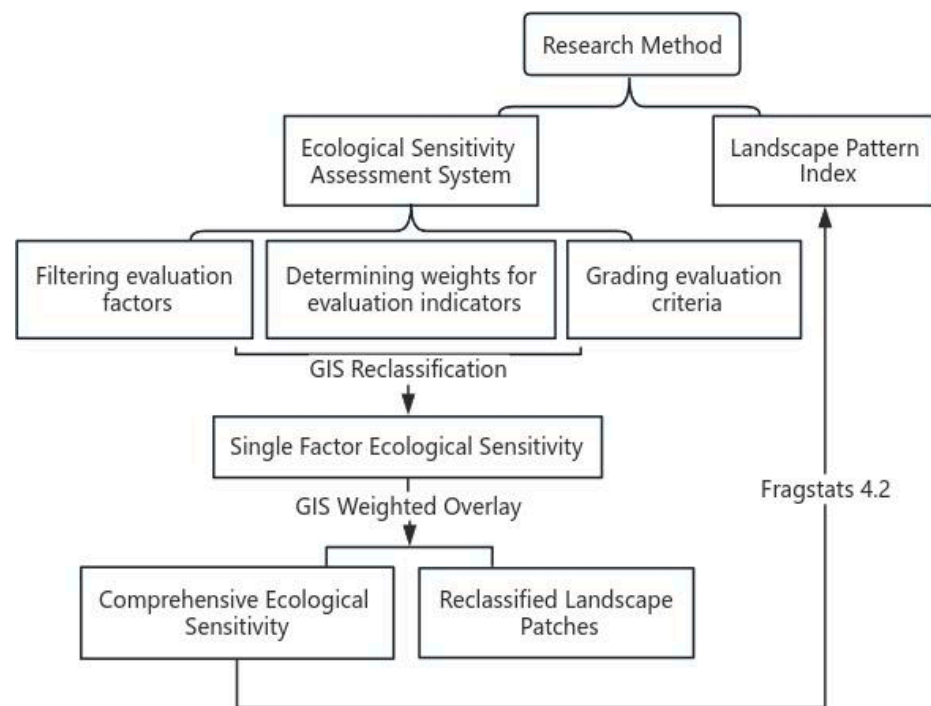 Research Method
Ecological Sensitivity
Assessment System
Landscape Pattern
Index
Filtering evaluation
factors
Determining weights for
evaluation indicators
Grading evaluation
criteria
GIS Reclassification
Single Factor Ecological Sensitivity
GIS Weighted Overlay
Fragstats 4.2
Comprehensive Ecological
Sensitivity
Reclassified Landscape
Patches